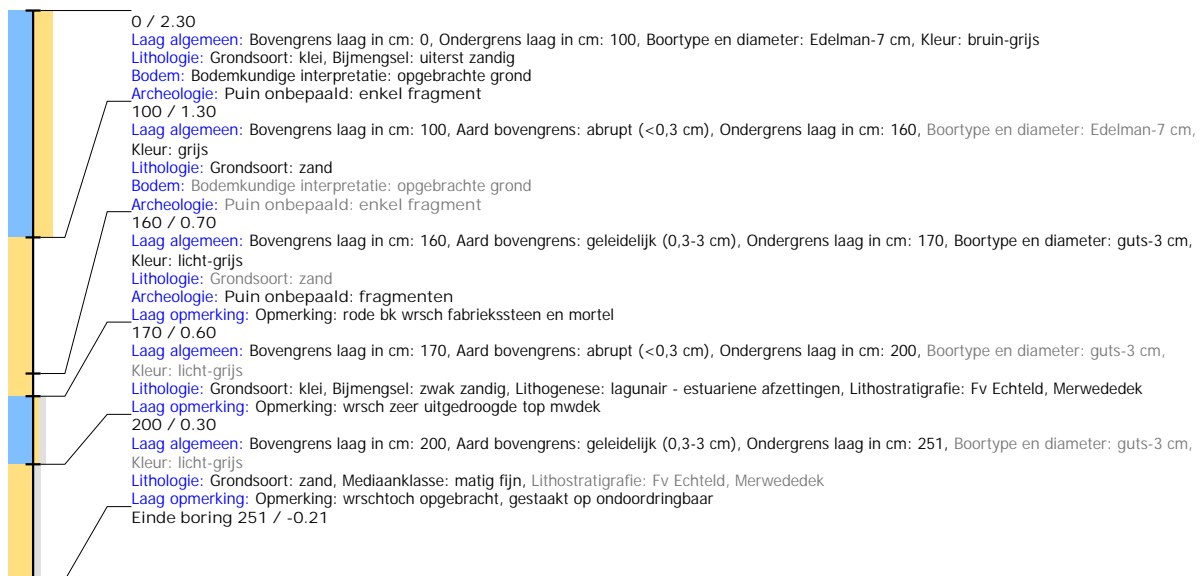 0 / 2.30
Laag algemeen: Bovengrens laag in cm: 0, Ondergrens laag in cm: 100, Boortype en diameter: Edelman-7 cm, Kleur: bruin-grijs
Lithologie: Grondsoort: klei, Bijmengsel: uiterst zandig
Bodem: Bodemkundige interpretatie: opgebrachte grond
Archeologie: Puin onbepaald: enkel fragment
100 / 1.30
Laag algemeen: Bovengrens laag in cm: 100, Aard bovengrens: abrupt (<0,3 cm), Ondergrens laag in cm: 160, Boortype en diameter: Edelman-7 cm,
Kleur: grijs
Lithologie: Grondsoort: zand
Bodem: Bodemkundige interpretatie: opgebrachte grond
Archeologie: Puin onbepaald: enkel fragment
160 / 0.70
Laag algemeen: Bovengrens laag in cm: 160, Aard bovengrens: geleidelijk (0,3-3 cm), Ondergrens laag in cm: 170, Boortype en diameter: guts-3 cm,
Kleur: licht-grijs
Lithologie: Grondsoort: zand
Archeologie: Puin onbepaald: fragmenten
Laag opmerking: Opmerking: rode bk wrsch fabriekssteen en mortel
170 / 0.60
Laag algemeen: Bovengrens laag in cm: 170, Aard bovengrens: abrupt (<0,3 cm), Ondergrens laag in cm: 200, Boortype en diameter: guts-3 cm,
Kleur: licht-grijs
Lithologie: Grondsoort: klei, Bijmengsel: zwak zandig, Lithogenese: lagunair - estuariene afzettingen, Lithostratigrafie: Fv Echteld, Merwededek
Laag opmerking: Opmerking: wrsch zeer uitgedroogde top mwdek
200 / 0.30
Laag algemeen: Bovengrens laag in cm: 200, Aard bovengrens: geleidelijk (0,3-3 cm), Ondergrens laag in cm: 251, Boortype en diameter: guts-3 cm,
Kleur: licht-grijs
Lithologie: Grondsoort: zand, Mediaanklasse: matig fijn, Lithostratigrafie: Fv Echteld, Merwededek
Laag opmerking: Opmerking: wrschtoch opgebracht, gestaakt op ondoordringbaar
Einde boring 251 / -0.21